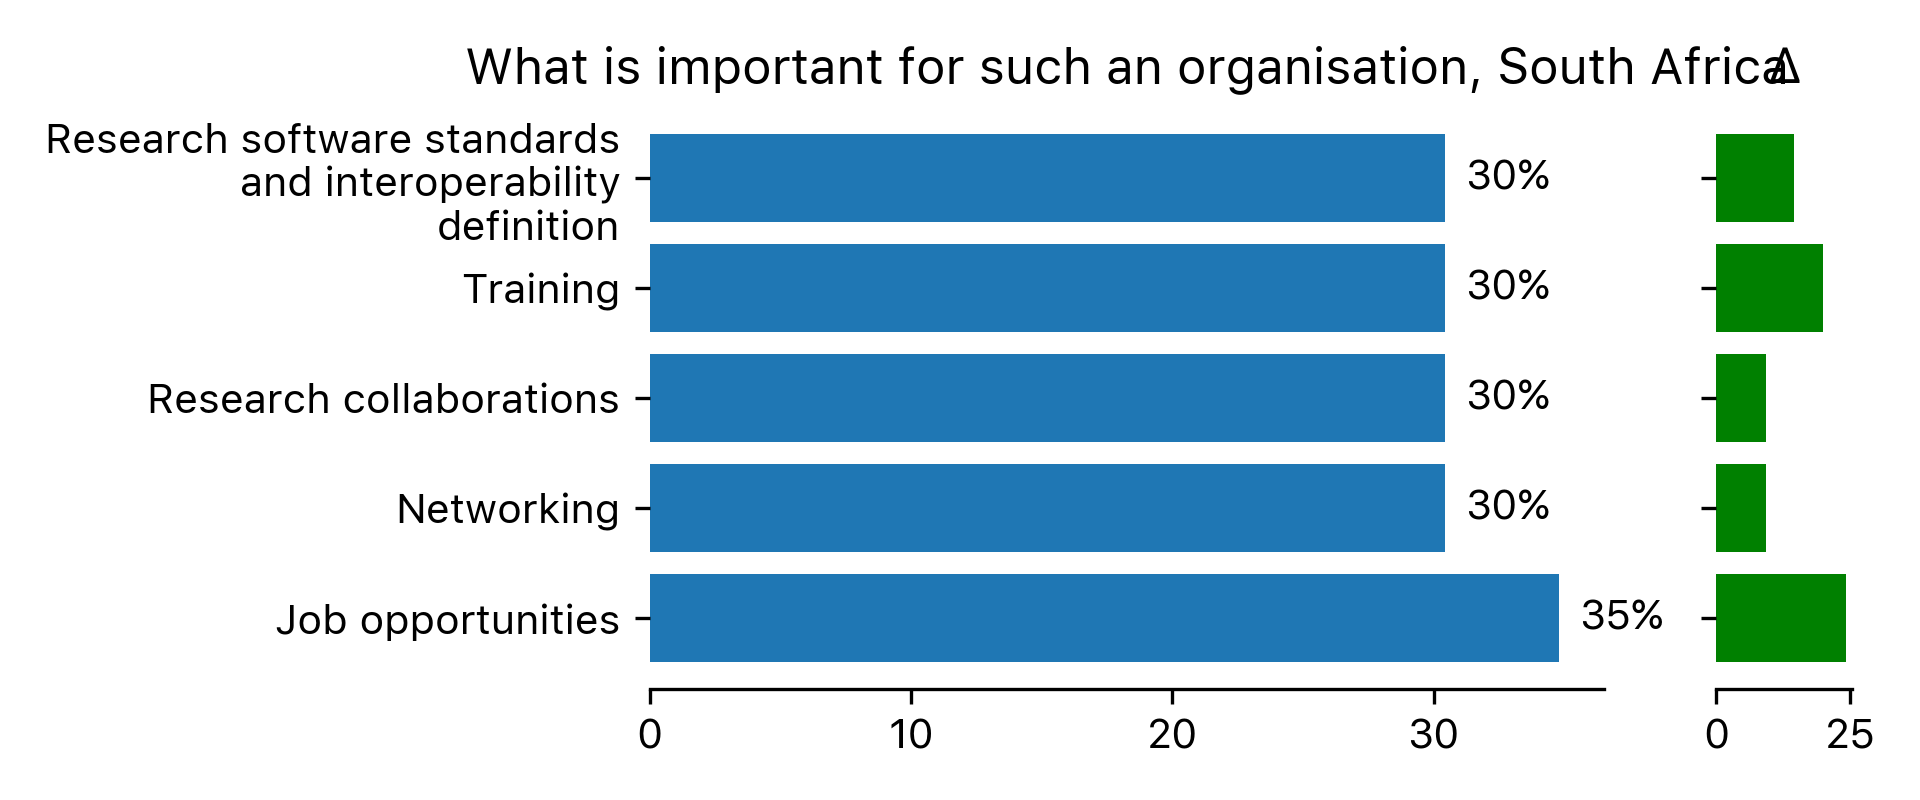 What is important for such an organisation, South Africa
Δ
Research software standards
and interoperability
definition
30%
Training
30%
Research collaborations
30%
Networking
30%
Job opportunities
35%
0 10 20 30
0 25